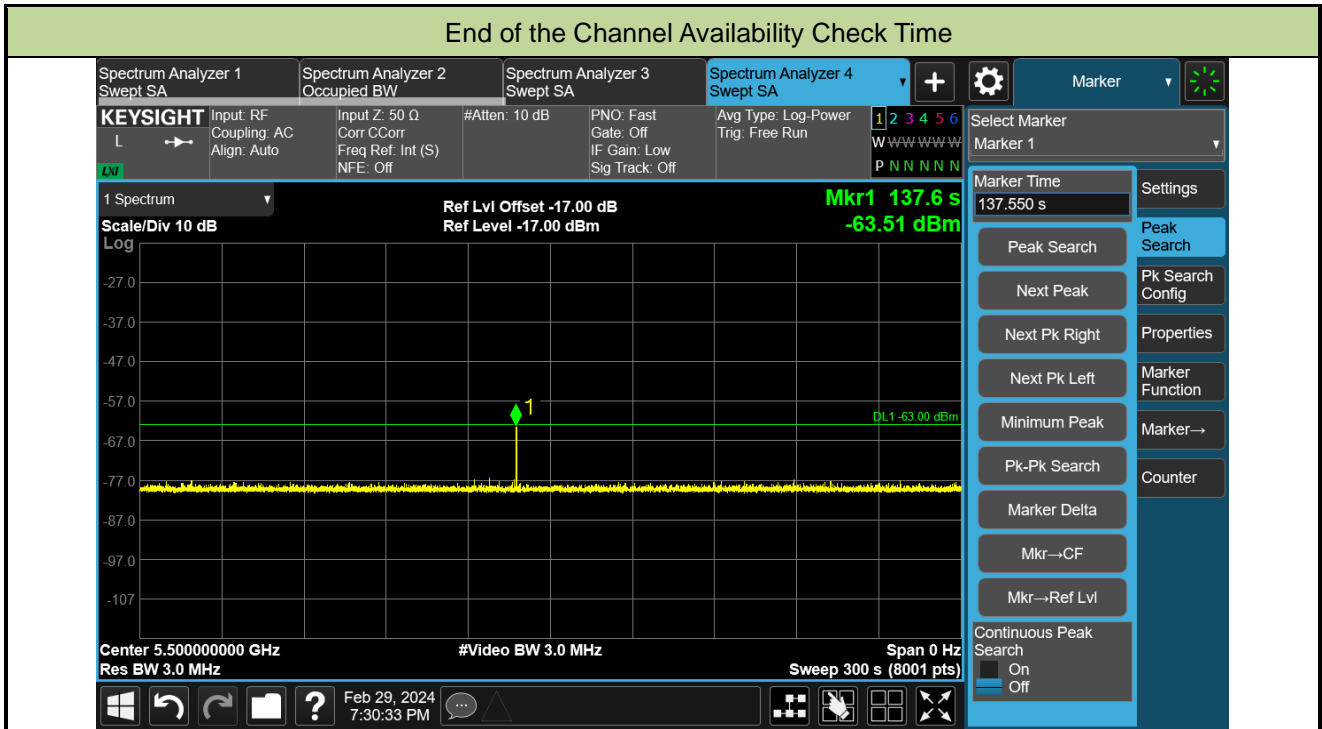 End of the Channel Availability Check Time
Spectrum Analyzer 1
Swept SA
Spectrum Analyzer 2
Occupied BW
Spectrum Analyzer 3
Swept SA
Spectrum Analyzer 4
Swept SA
Marker
KEYSIGHT
L
LXI
Input: RF
Coupling: AC
Align: Auto
Input Z: 50 Ω
Corr CCorr
Freq Ref: Int (S)
NFE: Off
#Atten: 10 dB
PNO: Fast
Gate: Off
IF Gain: Low
Sig Track: Off
Avg Type: Log-Power
Trig: Free Run
1 2 3 4 5 6
W W W W W W
P N N N N N
Select Marker
Marker 1
1 Spectrum
Scale/Div 10 dB
Log
Ref Lvl Offset -17.00 dB
Ref Level -17.00 dBm
Mkr1 137.6 s
-63.51 dBm
-27.0
-37.0
-47.0
-57.0
-67.0
-77.0
-87.0
-97.0
-107
1
DL1 -63.00 dBm
Center 5.500000000 GHz
Res BW 3.0 MHz
#Video BW 3.0 MHz
Span 0 Hz
Sweep 300 s (8001 pts)
Marker Time
137.550 s
Peak Search
Next Peak
Next Pk Right
Next Pk Left
Minimum Peak
Pk-Pk Search
Marker Delta
Mkr→CF
Mkr→Ref Lvl
Continuous Peak
Search
On
Off
Settings
Peak
Search
Pk Search
Config
Properties
Marker
Function
Marker→
Counter
?
Feb 29, 2024
7:30:33 PM